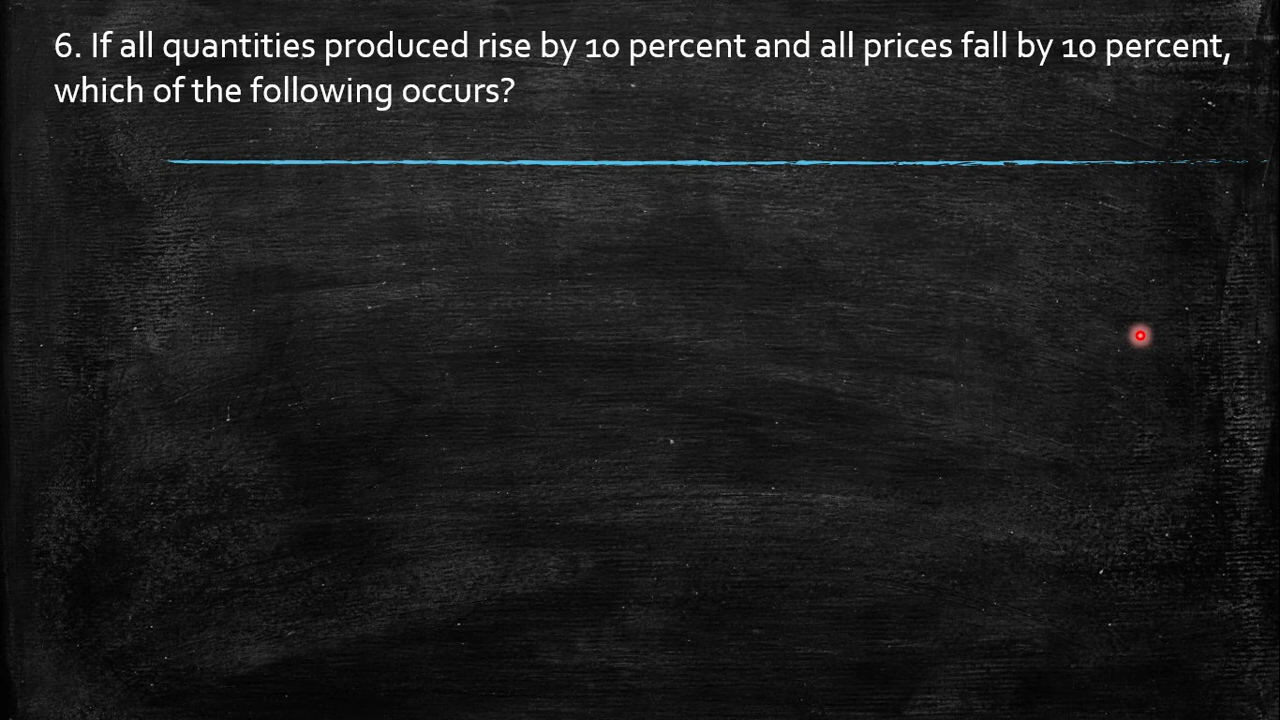 6. If all quantities produced rise by 10 percent and all prices fall by 10 percent,
which of the following occurs?